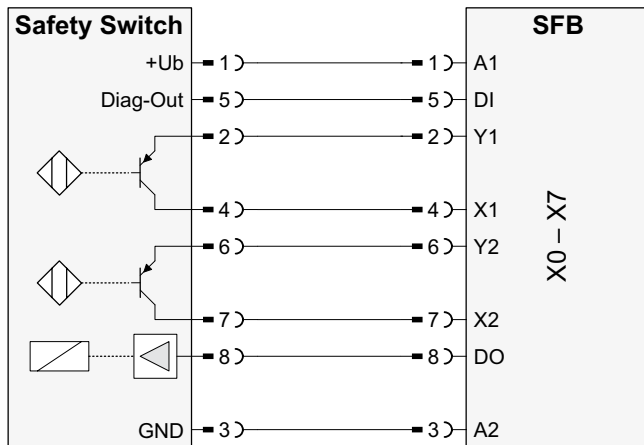 Safety Switch SFB
+Ub 1 1 A1
Diag-Out 5 5 DI
2 2 Y1
4 4 X1
6 6 Y2
7 7 X2
8 8 DO
GND 3 3 A2
X0 – X7